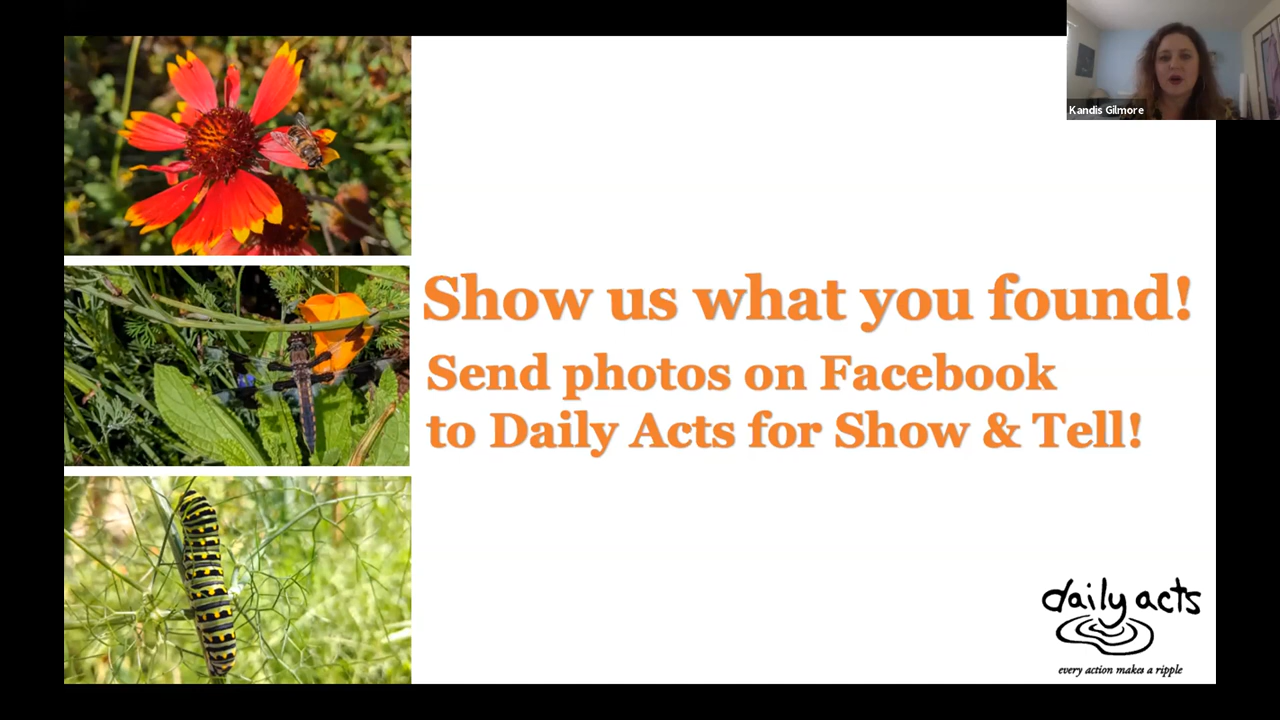 Kandis Gilmore
Show us what you found!
Send photos on Facebook
to Daily Acts for Show & Tell!
daily acts
every action makes a ripple